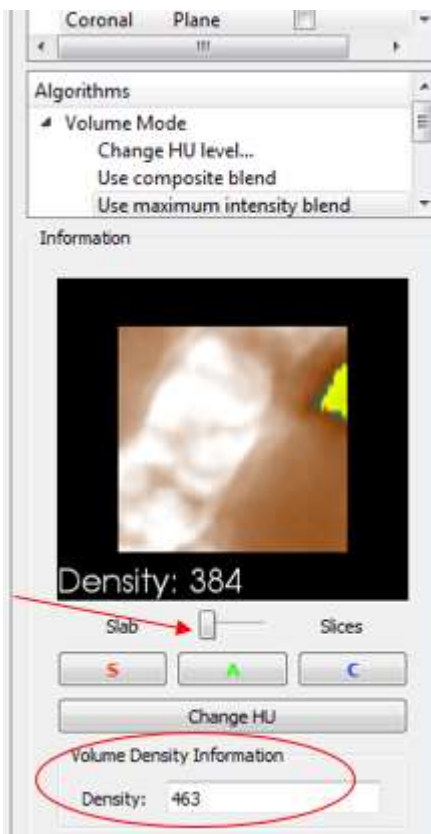 Coronal Plane
Algorithms
Volume Mode
Change HU level...
Use composite blend
Use maximum intensity blend
Information
Density: 384
Slab Slices
S A C
Change HU
Volume Density Information
Density: 463